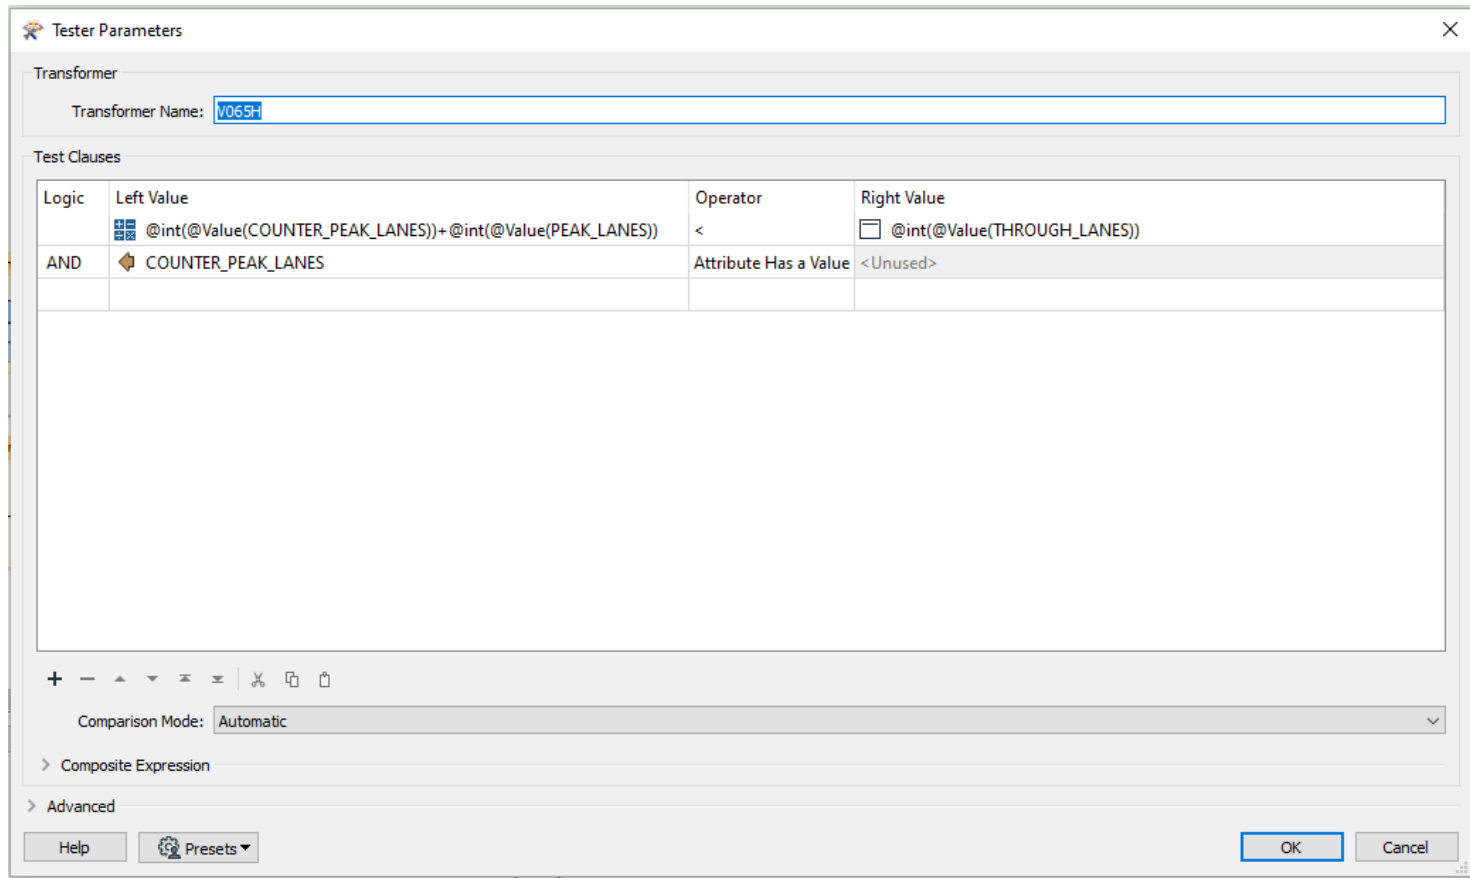 Tester Parameters
Transformer
Transformer Name: V065H
Test Clauses
Logic Left Value Operator Right Value
@int(@Value(COUNTER_PEAK_LANES))+@int(@Value(PEAK_LANES)) < @int(@Value(THROUGH_LANES))
AND COUNTER_PEAK_LANES Attribute Has a Value <Unused>
Comparison Mode: Automatic
Composite Expression
Advanced
Help Presets OK Cancel